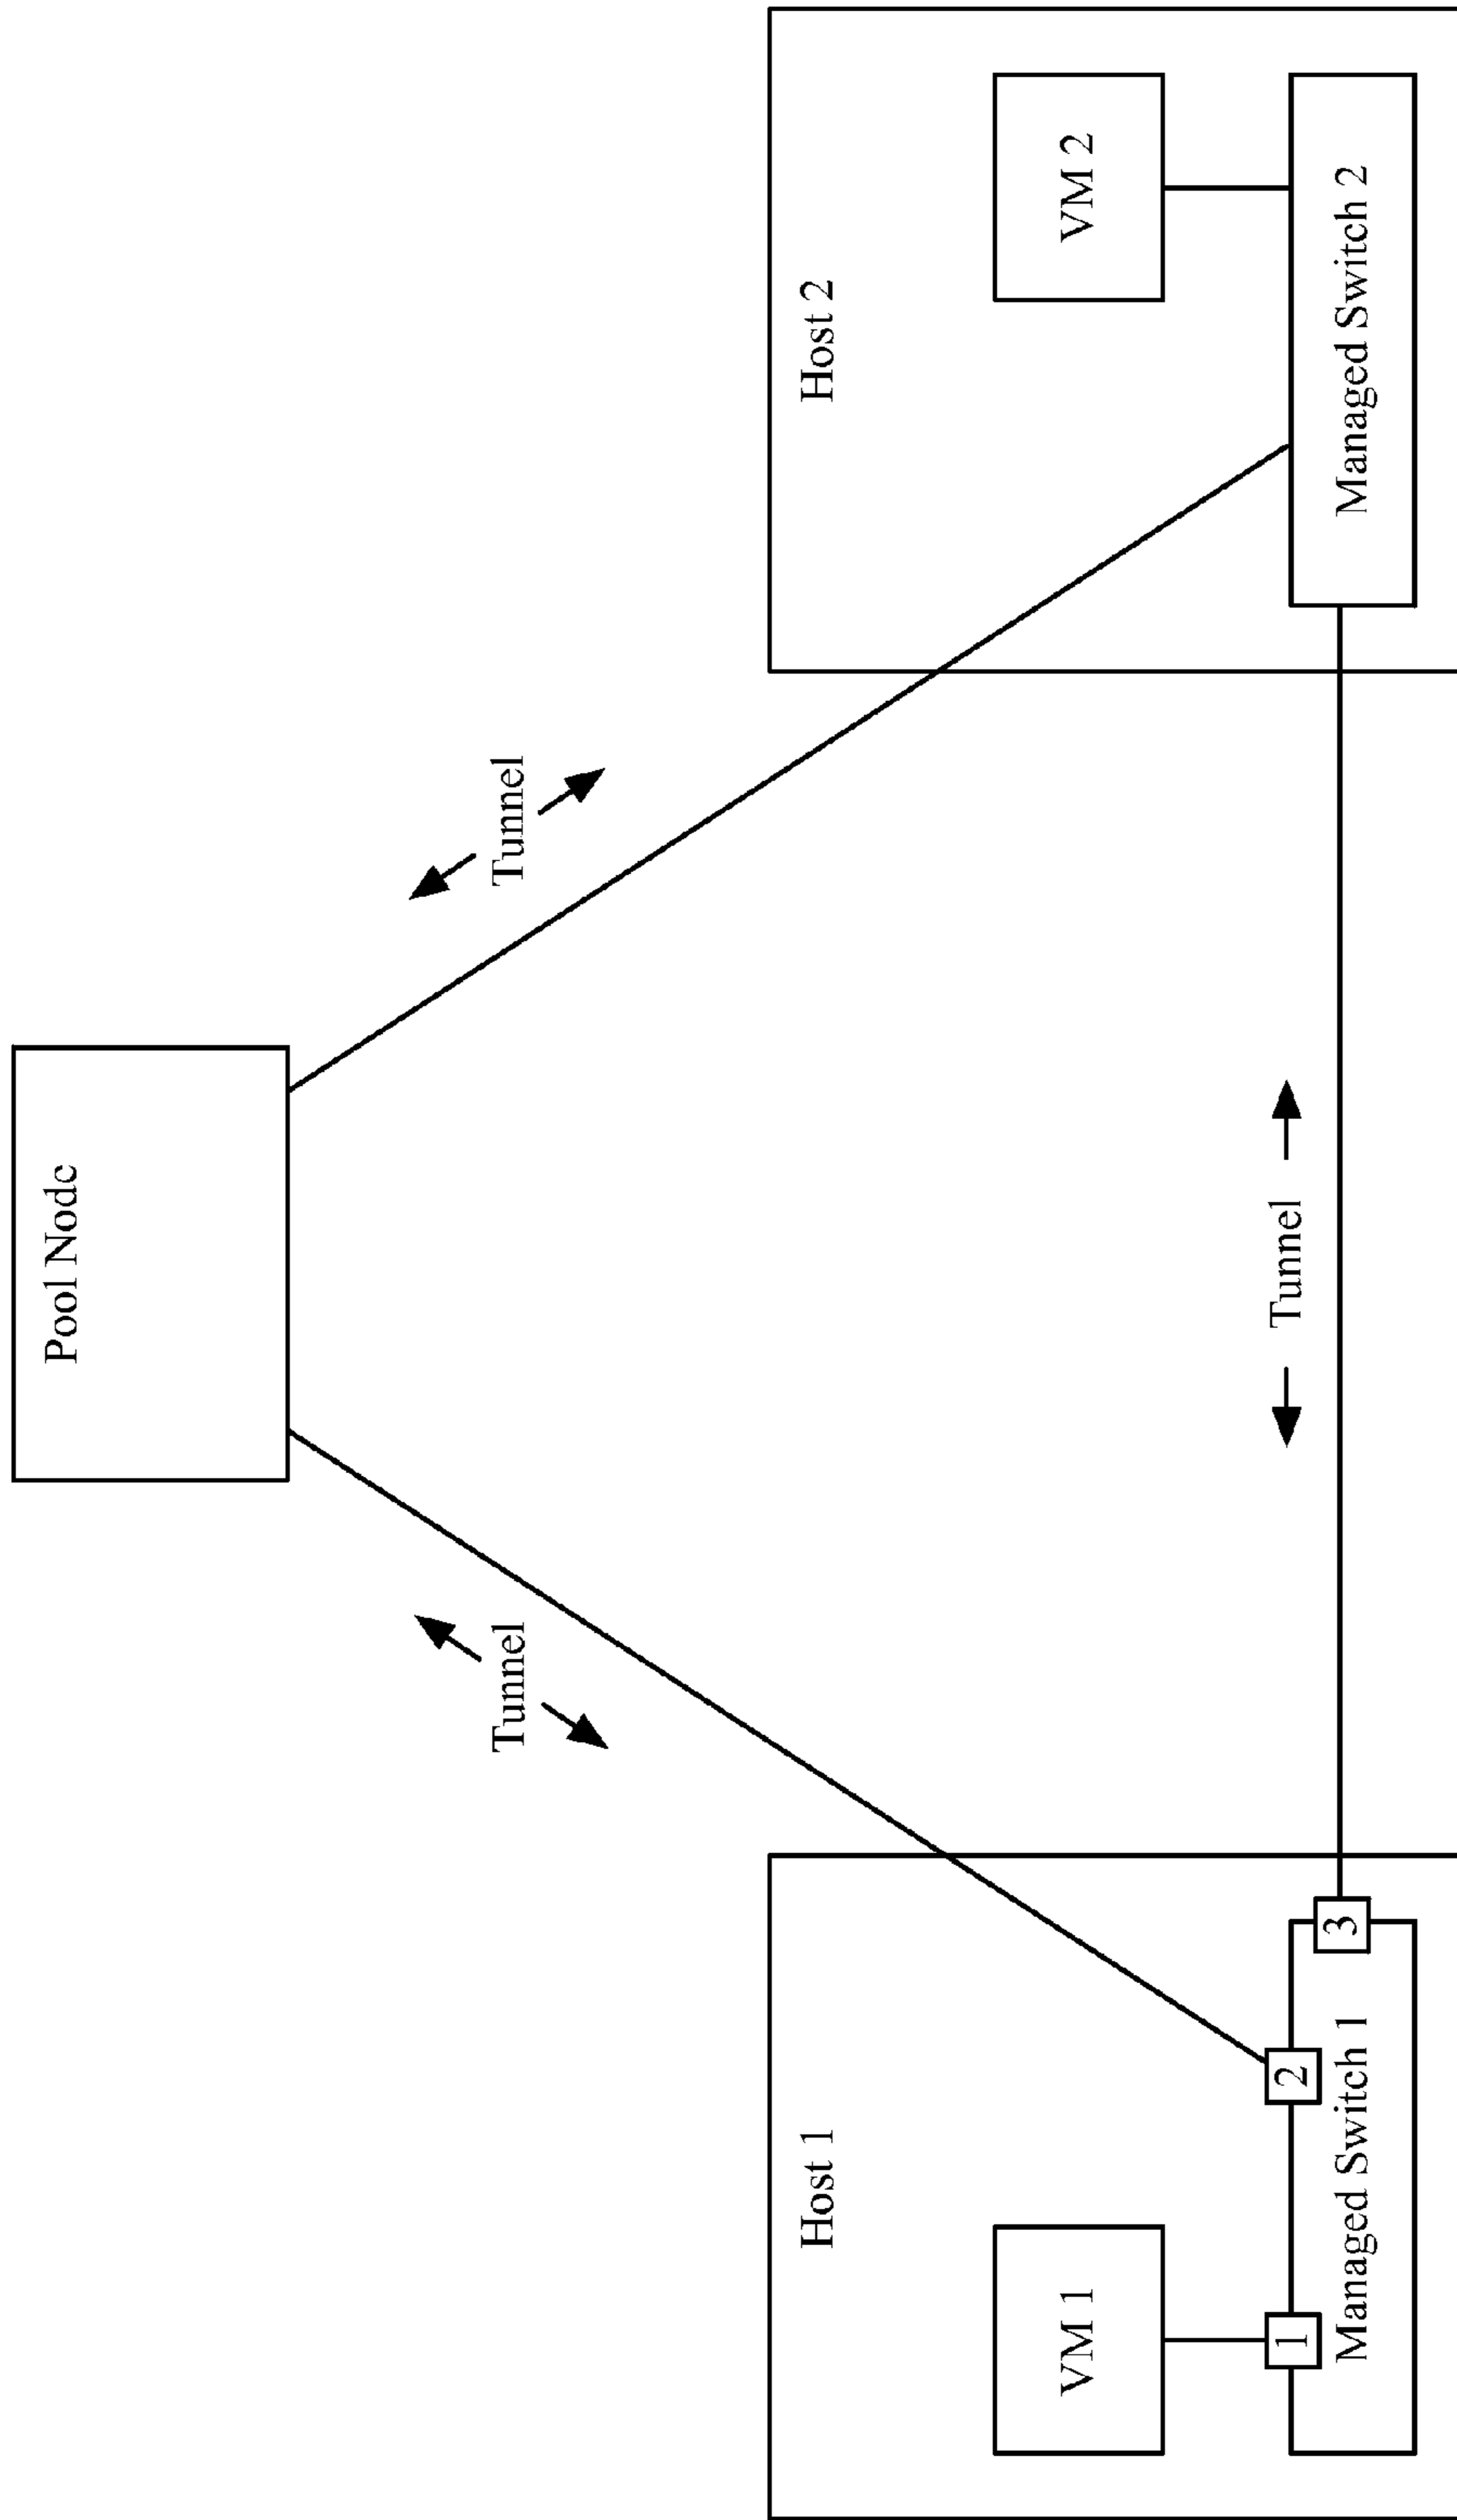 Pool Node
Tunnel
Tunnel
Host 1
Host 2
VM 1
VM 2
1
2
3
Tunnel
Managed Switch 1
Managed Switch 2